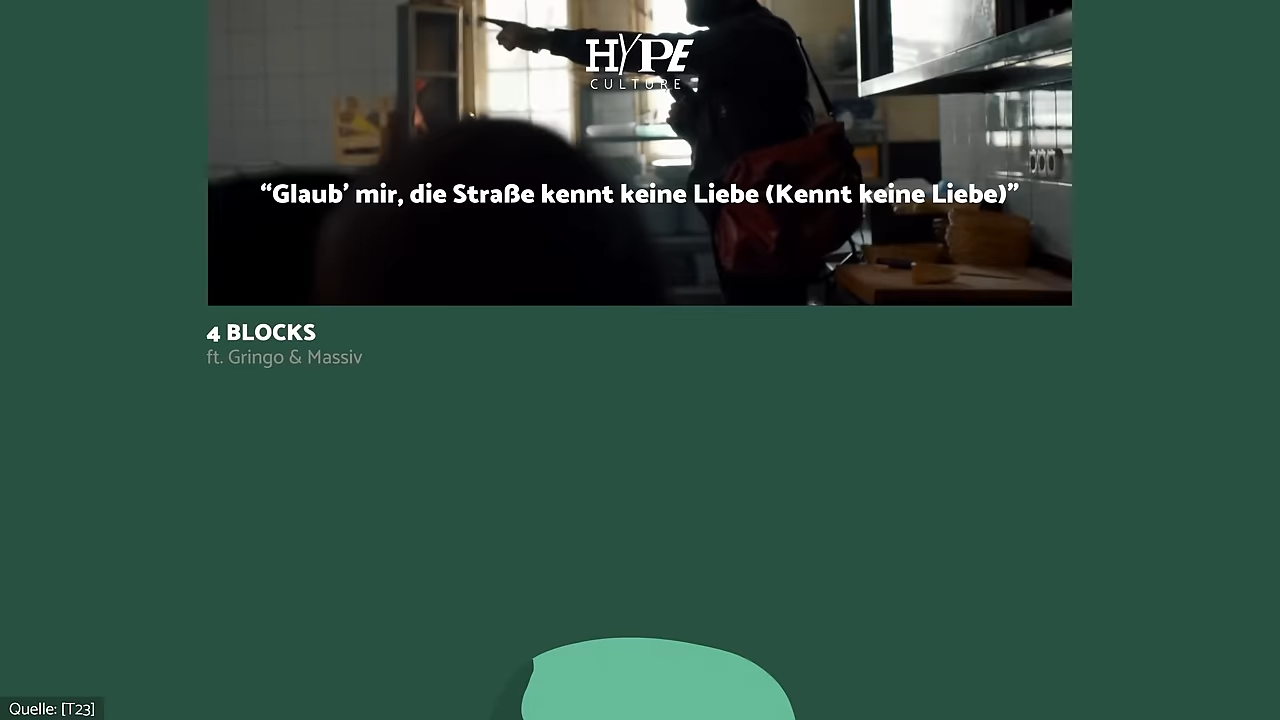 HYPE
CULTURE
“Glaub’ mir, die Straße kennt keine Liebe (Kennt keine Liebe)”
4 BLOCKS
ft. Gringo & Massiv
Quelle: [T23]